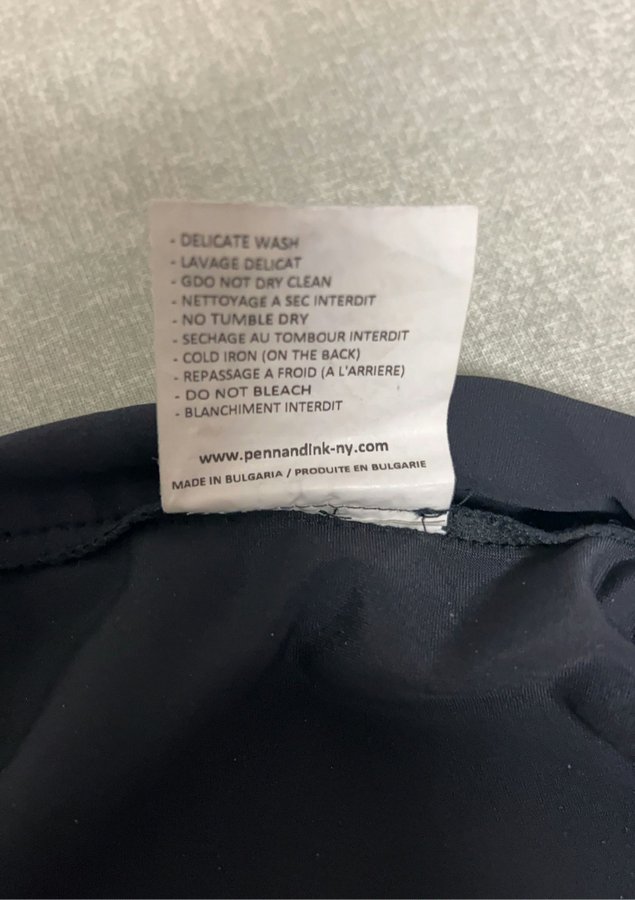 - DELICATE WASH
- LAVAGE DELICAT
- GDO NOT DRY CLEAN
- NETTOYAGE A SEC INTERDIT
- NO TUMBLE DRY
- SECHAGE AU TOMBOUR INTERDIT
- COLD IRON (ON THE BACK)
- REPASSAGE A FROID (A L'ARRIERE)
- DO NOT BLEACH
- BLANCHIMENT INTERDIT
www.pennandink-ny.com
MADE IN BULGARIA / PRODUITE EN BULGARIE